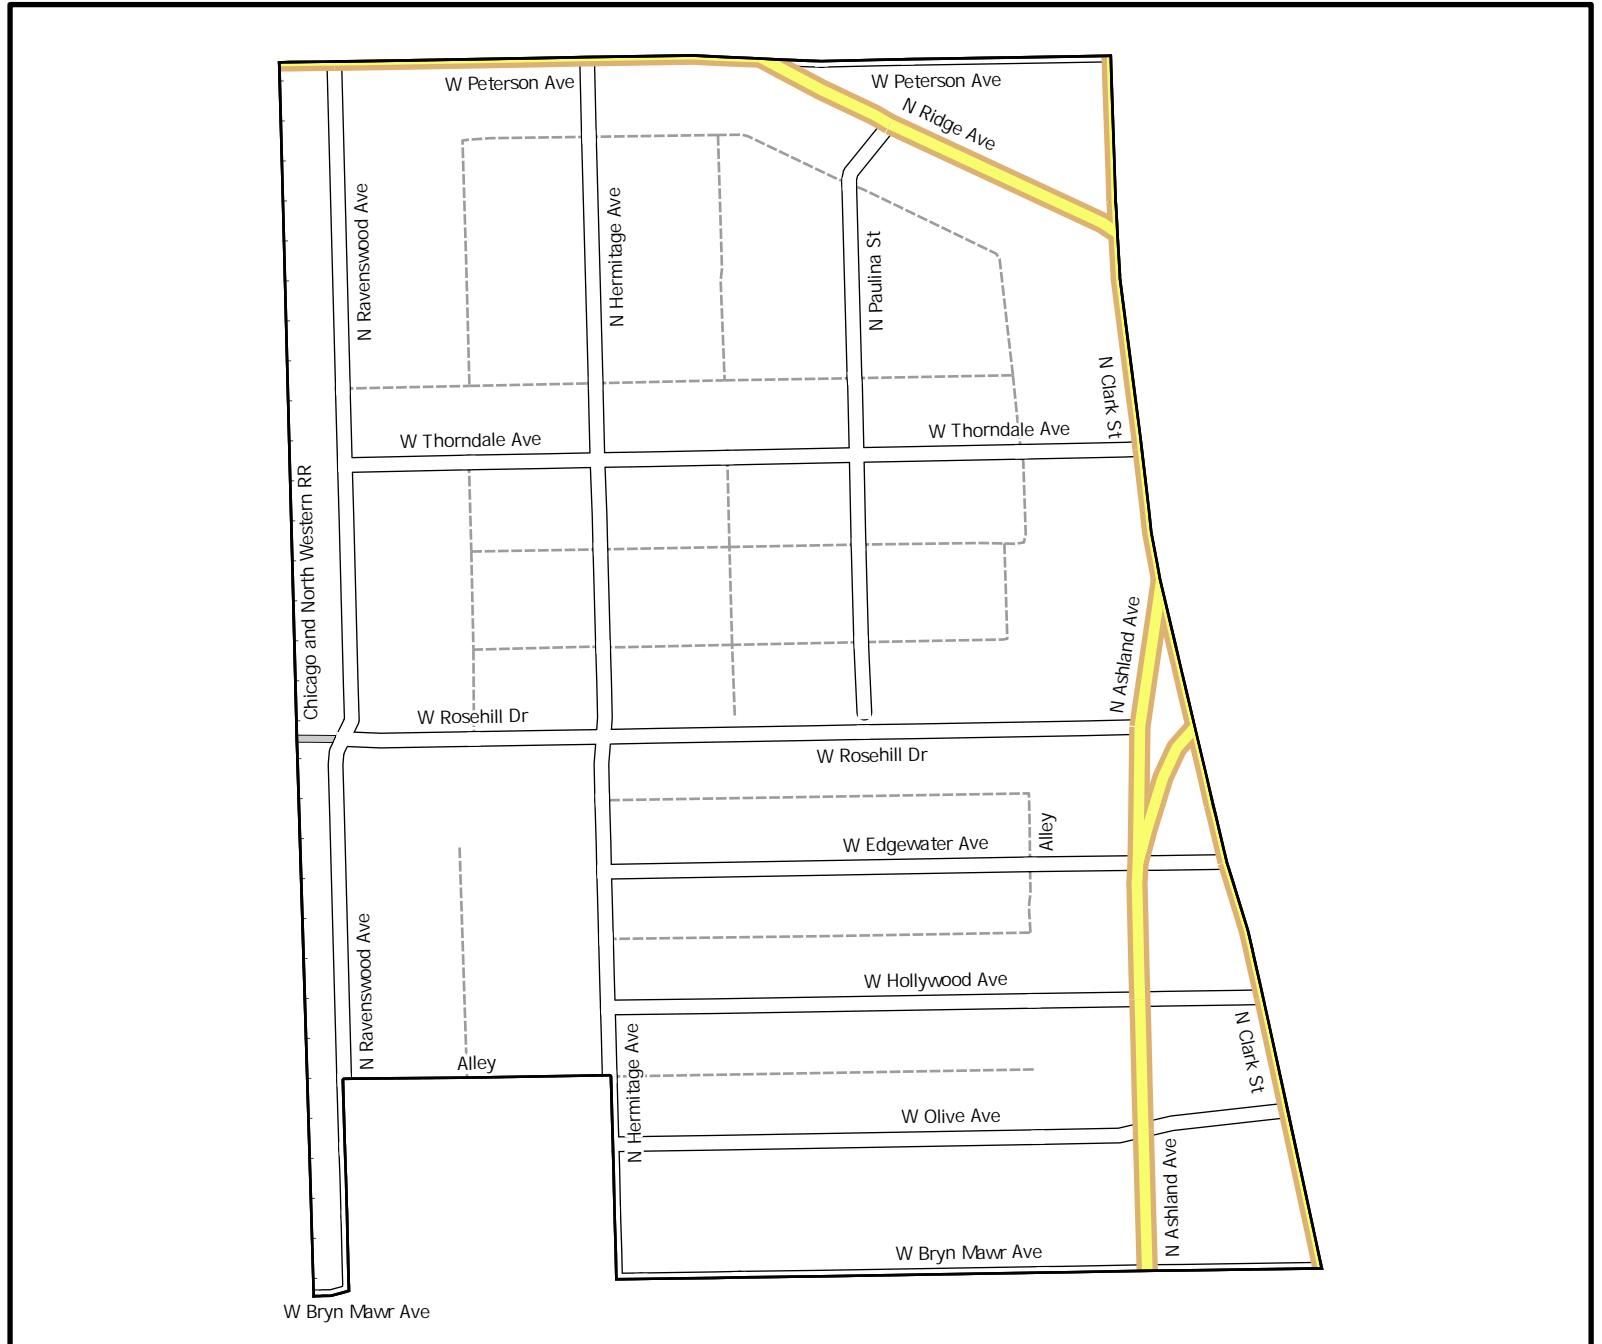 W Peterson Ave
W Peterson Ave
N Ridge Ave
N Ravenswood Ave
N Hermitage Ave
N Paulina St
N Clark St
W Thorndale Ave
W Thorndale Ave
Chicago and North Western RR
N Ashland Ave
W Rosehill Dr
W Rosehill Dr
W Edgewater Ave
Alley
N Ravenswood Ave
W Hollywood Ave
N Clark St
Alley
N Hermitage Ave
W Olive Ave
N Ashland Ave
W Bryn Mawr Ave
W Bryn Mawr Ave